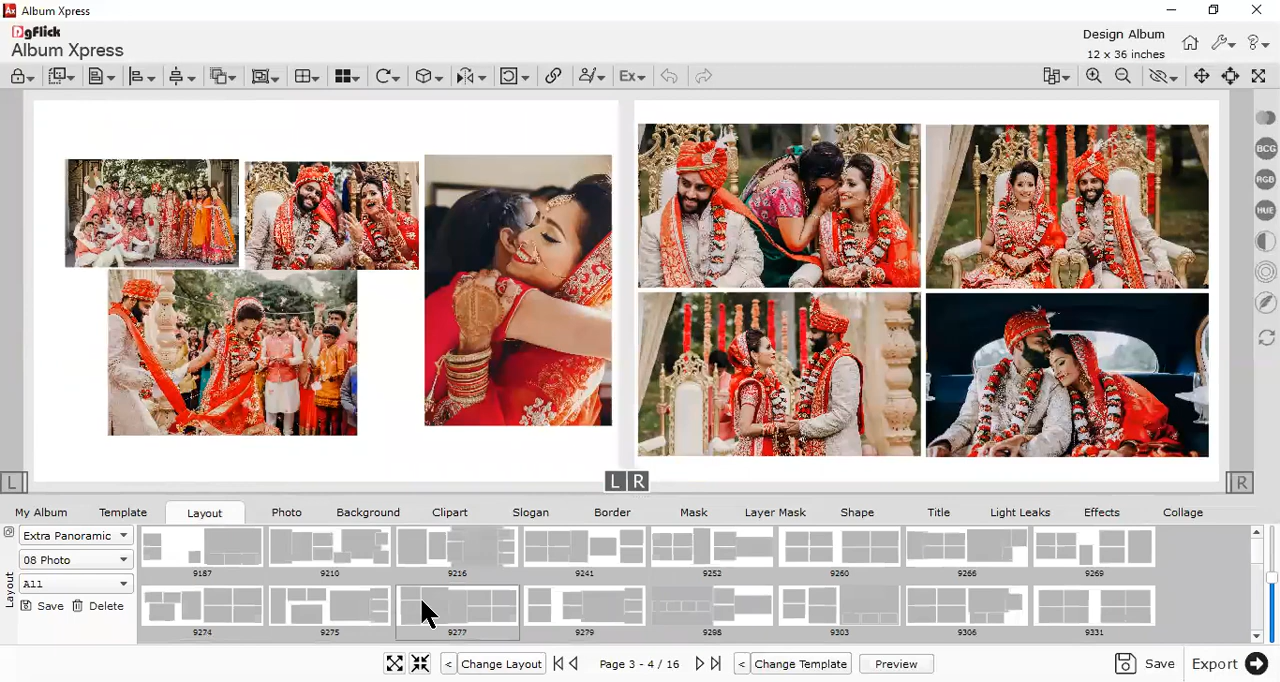 Album Xpress
DgFlick
Album Xpress
Design Album
12 x 36 inches
Ex
BCG
RGB
HUE
L
L R
R
My Album Template Layout Photo Background Clipart Slogan Border Mask Layer Mask Shape Title Light Leaks Effects Collage
Layout
Extra Panoramic
08 Photo
All
Save Delete
9187 9210 9216 9241 9252 9260 9266 9269
9274 9275 9277 9279 9298 9303 9306 9331
< Change Layout Page 3 - 4 / 16 < Change Template Preview Save Export